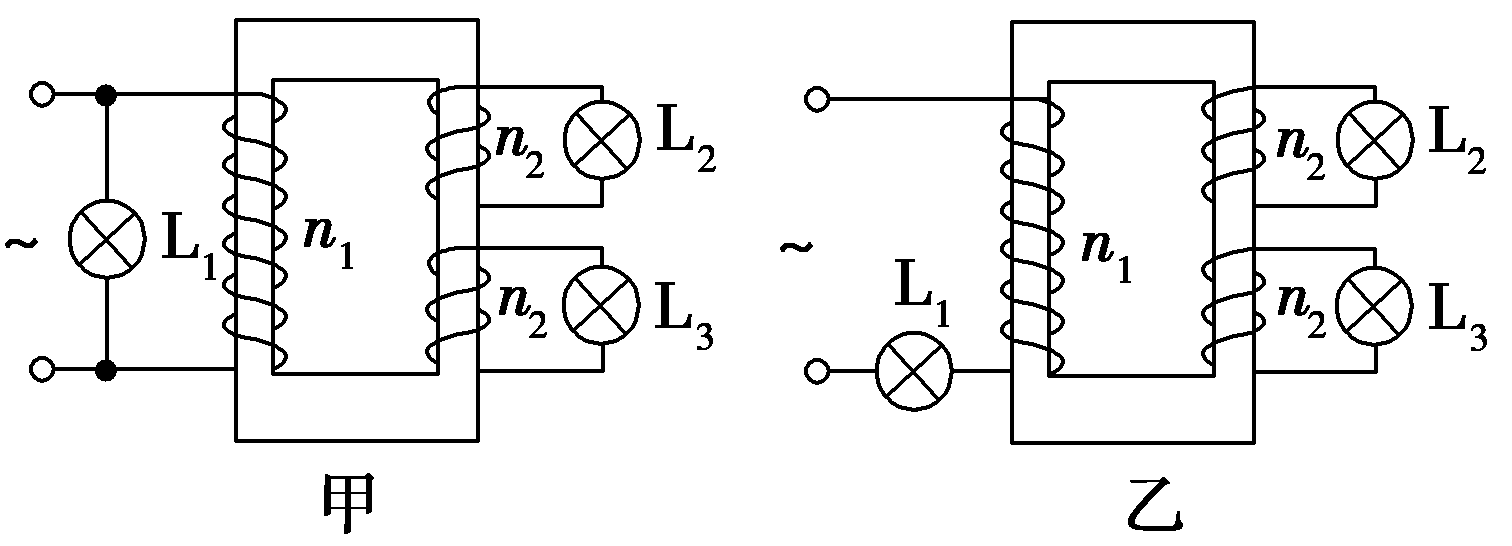 ~ L₁ n₁ n₂ L₂
n₂ L₃
甲
~ L₁ n₁ n₂ L₂
n₂ L₃
乙